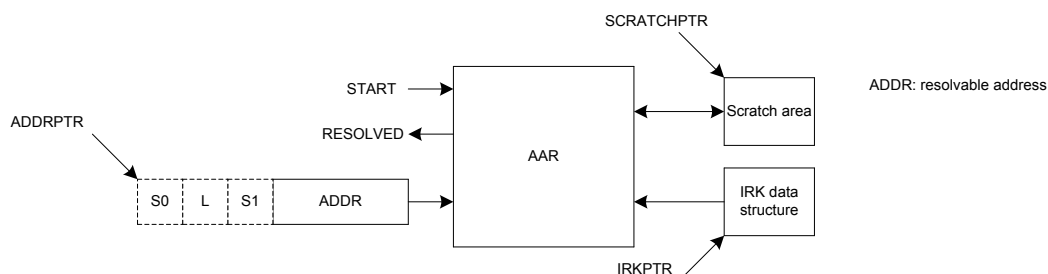 SCRATCHPTR
START
ADDR: resolvable address
Scratch area
ADDRPTR
RESOLVED
AAR
S0
L
S1
ADDR
IRK data
structure
IRKPTR